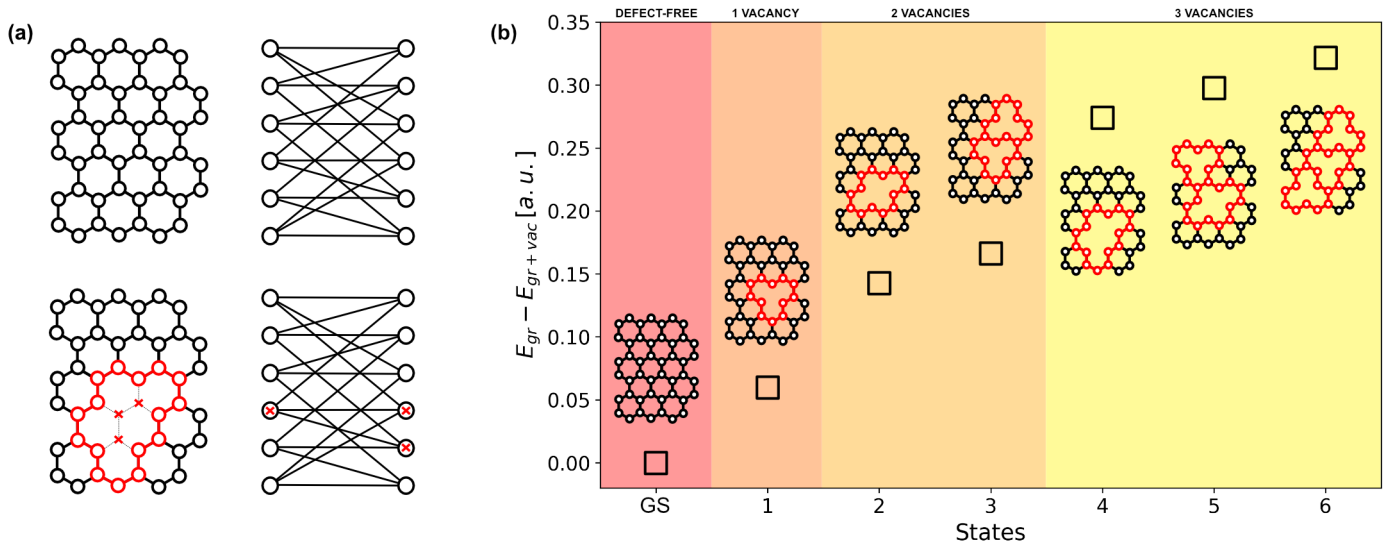 (a)
(b)
DEFECT-FREE
1 VACANCY
2 VACANCIES
3 VACANCIES
E_gr − E_gr+vac [a. u.]
0.35
0.30
0.25
0.20
0.15
0.10
0.05
0.00
GS
1
2
3
4
5
6
States